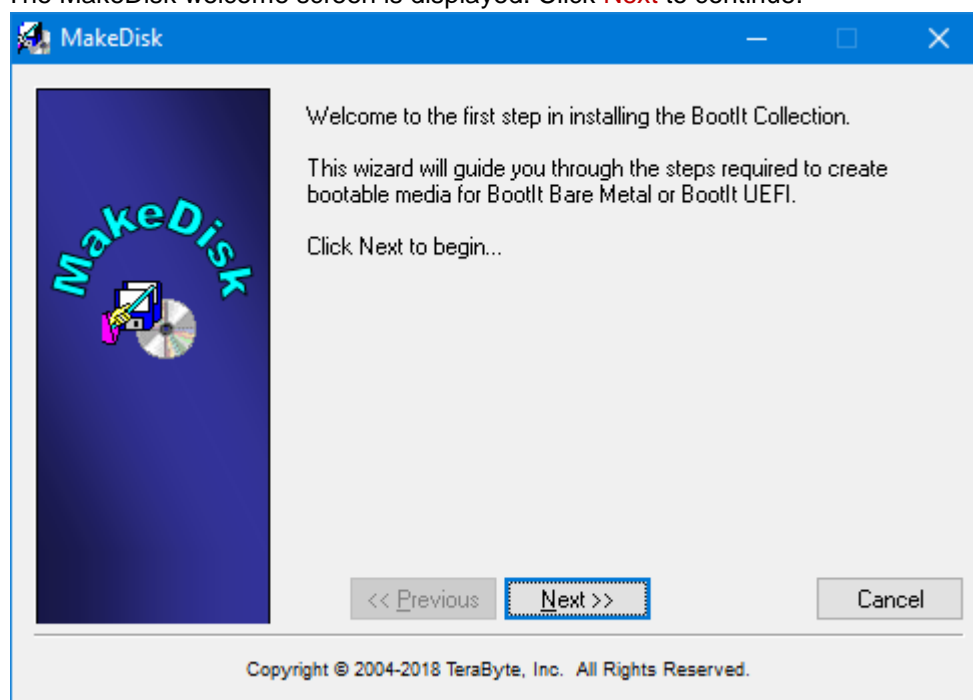 The MakeDisk welcome screen is displayed. Click Next to continue.
MakeDisk
Welcome to the first step in installing the BootIt Collection.
This wizard will guide you through the steps required to create
bootable media for BootIt Bare Metal or BootIt UEFI.
Click Next to begin...
MakeDisk
<< Previous
Next >>
Cancel
Copyright © 2004-2018 TeraByte, Inc. All Rights Reserved.